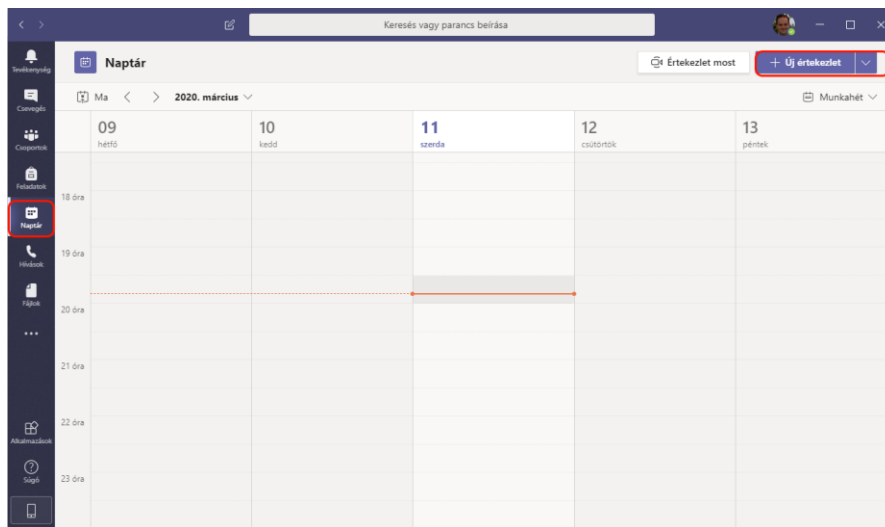 Keresés vagy parancs beírása
Tevékenység
Csevegés
Csoportok
Feladatok
Naptár
Hívások
Fájlok
Alkalmazások
Súgó
Naptár
Értekezlet most
Új értekezlet
Ma
2020. március
Munkahét
09
hétfő
10
kedd
11
szerda
12
csütörtök
13
péntek
18 óra
19 óra
20 óra
21 óra
22 óra
23 óra